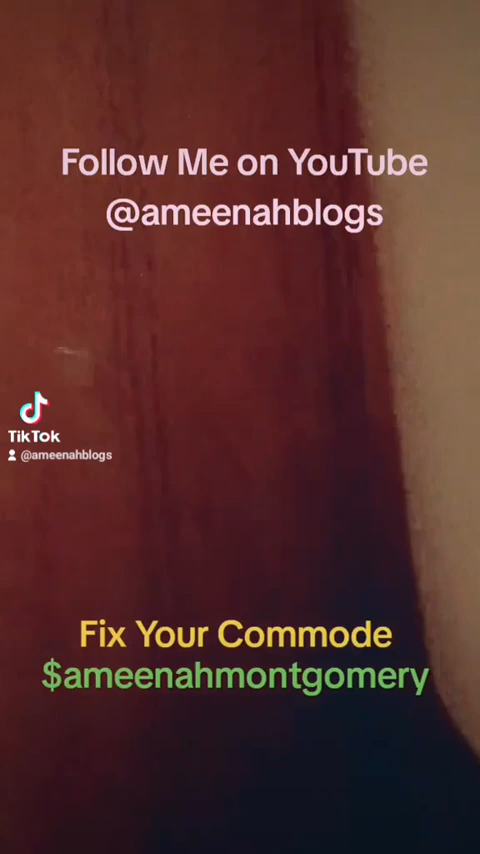 Follow Me on YouTube
@ameenahblogs
TikTok
@ameenahblogs
Fix Your Commode
$ameenahmontgomery